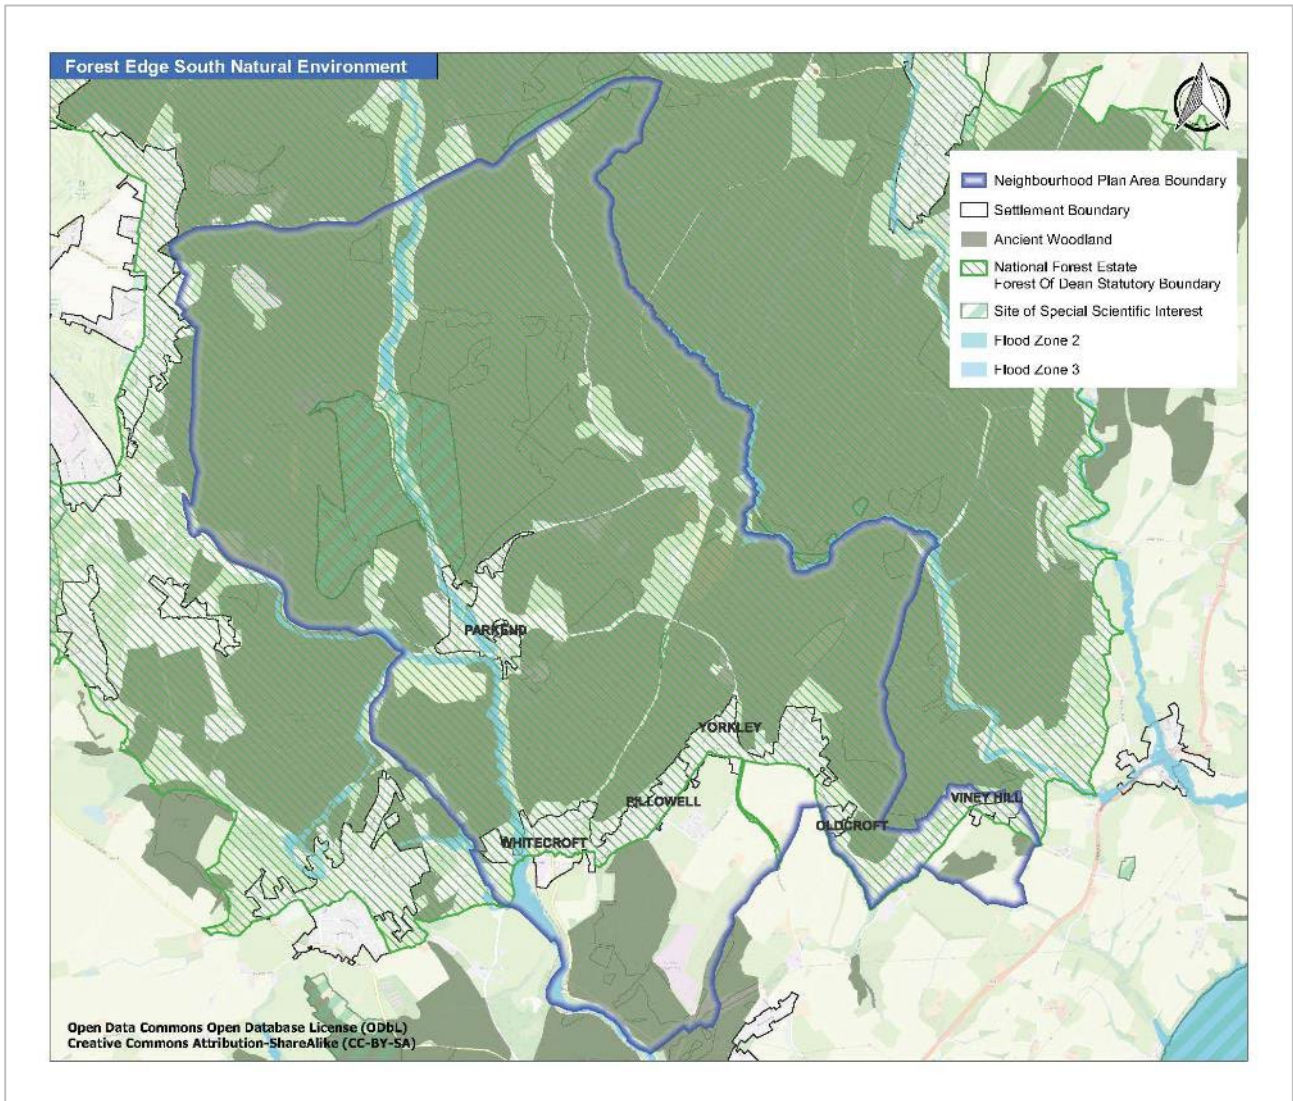 Forest Edge South Natural Environment
Neighbourhood Plan Area Boundary
Settlement Boundary
Ancient Woodland
National Forest Estate
Forest Of Dean Statutory Boundary
Site of Special Scientific Interest
Flood Zone 2
Flood Zone 3
PARKEND
YORKLEY
PILLOWELL
VINEY HILL
OLDCROFT
WHITECROFT
Open Data Commons Open Database License (ODbL)
Creative Commons Attribution-ShareAlike (CC-BY-SA)